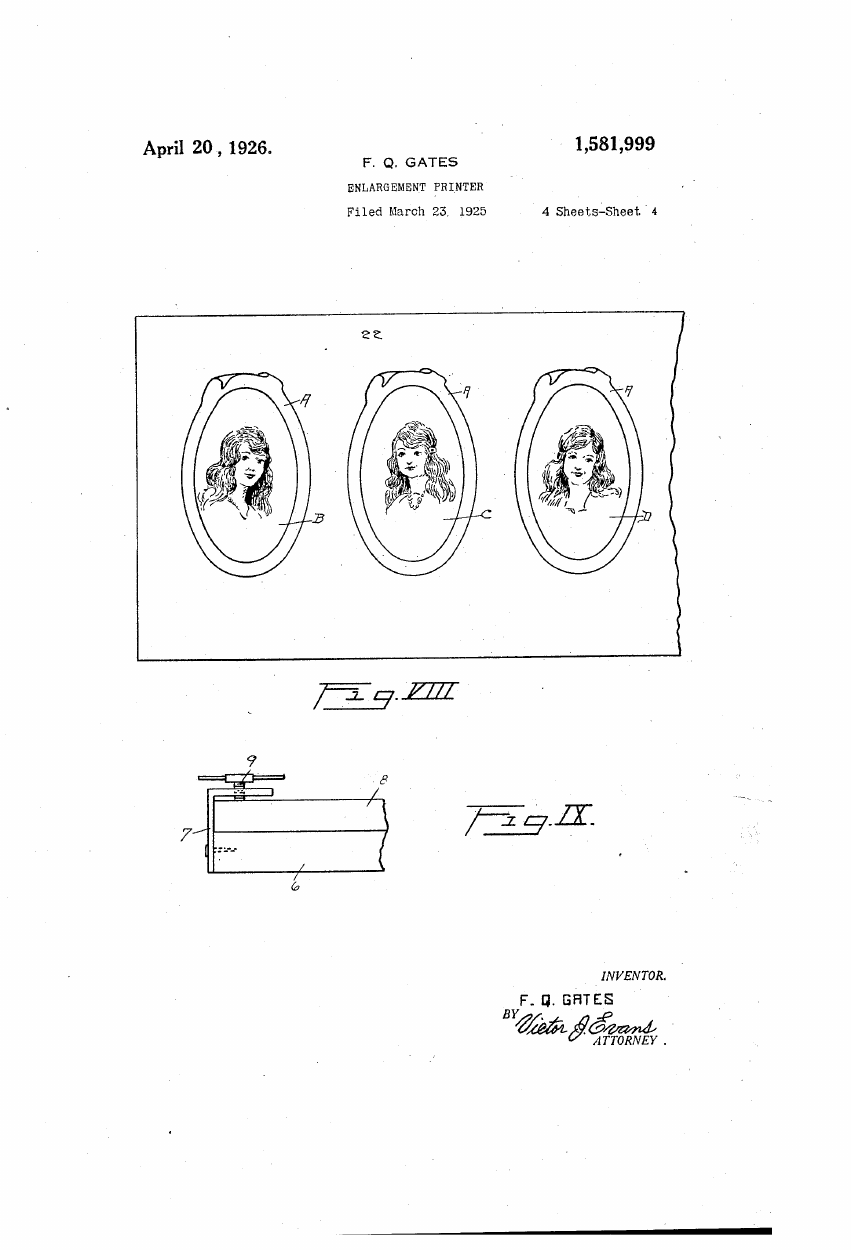 April 20, 1926.
1,581,999
F. Q. GATES
ENLARGEMENT PRINTER
Filed March 23, 1925
4 Sheets-Sheet 4
22
A
A
A
B
C
D
Fig. VIII
9
8
7
6
Fig. IX.
INVENTOR.
F. Q. GATES
BY Victor J. Evans
ATTORNEY.